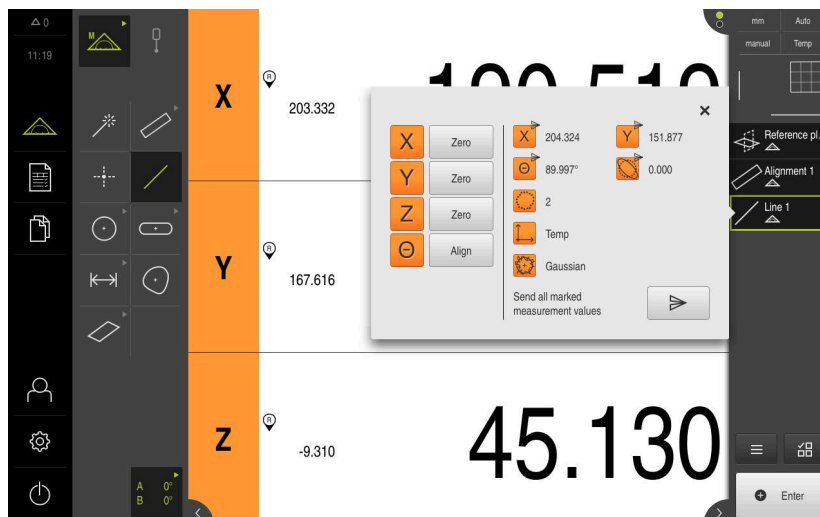 0
11:19
M
A 0°
B 0°
X
R
203.332
Y
R
167.616
Z
R
-9.310
45.130
X Zero
Y Zero
Z Zero
Θ Align
X 204.324 Y 151.877
Θ 89.997° 0.000
2
Temp
Gaussian
Send all marked
measurement values
mm Auto
manual Temp
Reference pl.
Alignment 1
Line 1
Enter